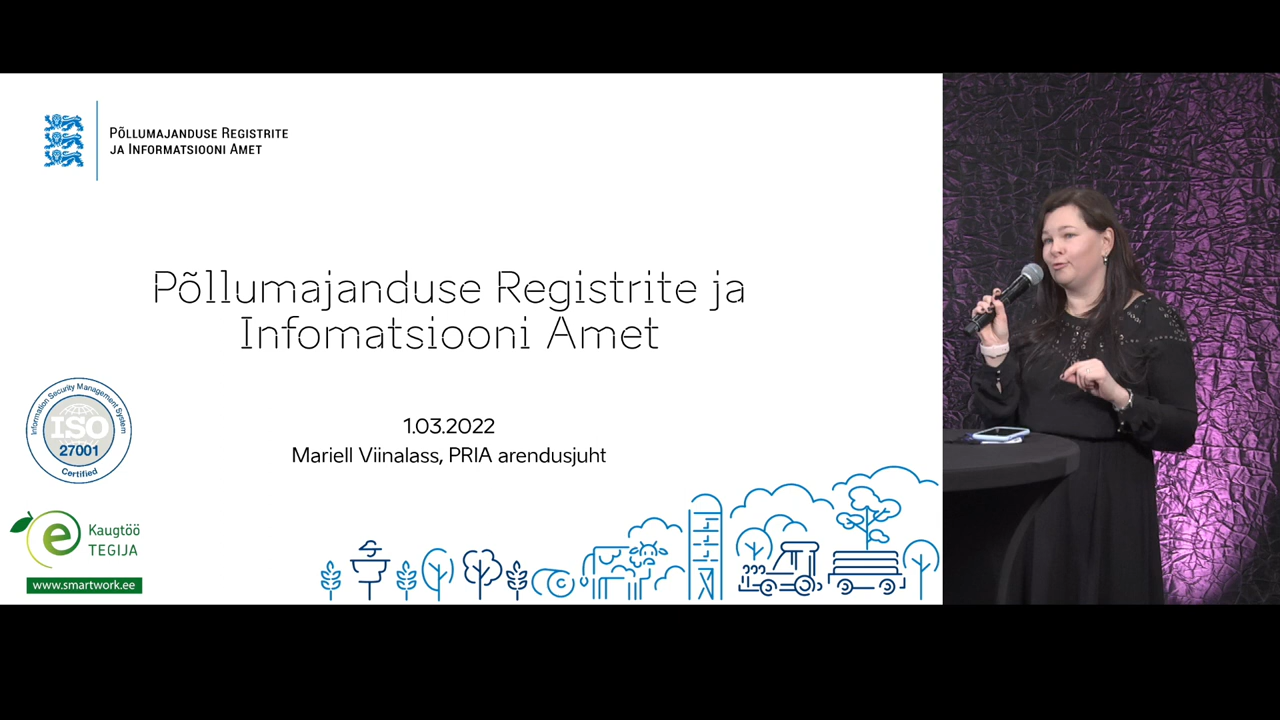 PÕLLUMAJANDUSE REGISTRITE
JA INFORMATSIOONI AMET
Põllumajanduse Registrite ja
Infomatsiooni Amet
1.03.2022
Mariell Viinalass, PRIA arendusjuht
Information Security Management System
ISO
27001
Certified
e
Kaugtöö
TEGIJA
www.smartwork.ee